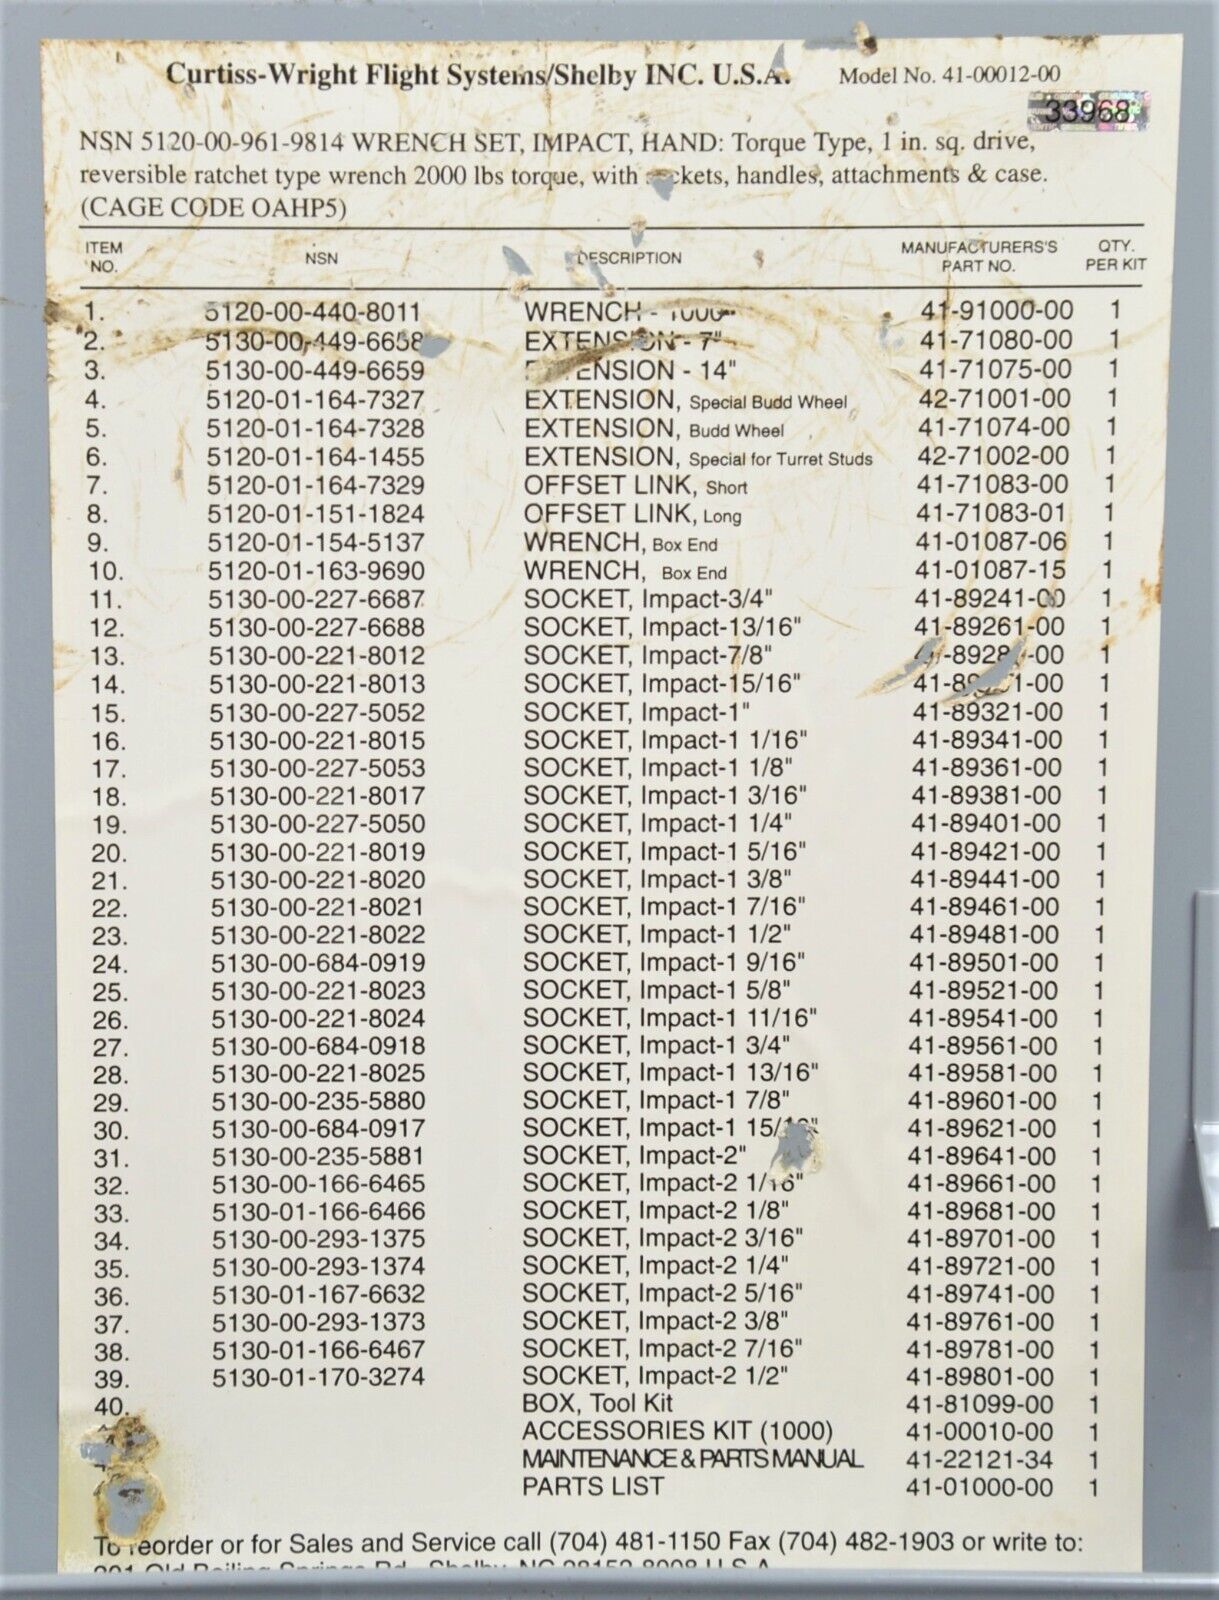 Curtiss-Wright Flight Systems/Shelby INC. U.S.A. Model No. 41-00012-00
33968
NSN 5120-00-961-9814 WRENCH SET, IMPACT, HAND: Torque Type, 1 in. sq. drive,
reversible ratchet type wrench 2000 lbs torque, with handles, attachments & case.
(CAGE CODE OAHP5)
ITEM NO. NSN DESCRIPTION MANUFACTURERS'S PART NO. QTY. PER KIT
1. 5120-00-440-8011 WRENCH - 1000 41-91000-00 1
2. 5130-00-449-6658 EXTENSION - 7" 41-71080-00 1
3. 5130-00-449-6659 EXTENSION - 14" 41-71075-00 1
4. 5120-01-164-7327 EXTENSION, Special Budd Wheel 42-71001-00 1
5. 5120-01-164-7328 EXTENSION, Budd Wheel 41-71074-00 1
6. 5120-01-164-1455 EXTENSION, Special for Turret Studs 42-71002-00 1
7. 5120-01-164-7329 OFFSET LINK, Short 41-71083-00 1
8. 5120-01-151-1824 OFFSET LINK, Long 41-71083-01 1
9. 5120-01-154-5137 WRENCH, Box End 41-01087-06 1
10. 5120-01-163-9690 WRENCH, Box End 41-01087-15 1
11. 5130-00-227-6687 SOCKET, Impact-3/4" 41-89241-00 1
12. 5130-00-227-6688 SOCKET, Impact-13/16" 41-89261-00 1
13. 5130-00-221-8012 SOCKET, Impact-7/8" 1
14. 5130-00-221-8013 SOCKET, Impact-15/16" 1
15. 5130-00-227-5052 SOCKET, Impact-1" 41-89321-00 1
16. 5130-00-221-8015 SOCKET, Impact-1 1/16" 41-89341-00 1
17. 5130-00-227-5053 SOCKET, Impact-1 1/8" 41-89361-00 1
18. 5130-00-221-8017 SOCKET, Impact-1 3/16" 41-89381-00 1
19. 5130-00-227-5050 SOCKET, Impact-1 1/4" 41-89401-00 1
20. 5130-00-221-8019 SOCKET, Impact-1 5/16" 41-89421-00 1
21. 5130-00-221-8020 SOCKET, Impact-1 3/8" 41-89441-00 1
22. 5130-00-221-8021 SOCKET, Impact-1 7/16" 41-89461-00 1
23. 5130-00-221-8022 SOCKET, Impact-1 1/2" 41-89481-00 1
24. 5130-00-684-0919 SOCKET, Impact-1 9/16" 41-89501-00 1
25. 5130-00-221-8023 SOCKET, Impact-1 5/8" 41-89521-00 1
26. 5130-00-221-8024 SOCKET, Impact-1 11/16" 41-89541-00 1
27. 5130-00-684-0918 SOCKET, Impact-1 3/4" 41-89561-00 1
28. 5130-00-221-8025 SOCKET, Impact-1 13/16" 41-89581-00 1
29. 5130-00-235-5880 SOCKET, Impact-1 7/8" 41-89601-00 1
30. 5130-00-684-0917 SOCKET, Impact-1 15/16" 41-89621-00 1
31. 5130-00-235-5881 SOCKET, Impact-2" 41-89641-00 1
32. 5130-00-166-6465 SOCKET, Impact-2 1/16" 41-89661-00 1
33. 5130-01-166-6466 SOCKET, Impact-2 1/8" 41-89681-00 1
34. 5130-00-293-1375 SOCKET, Impact-2 3/16" 41-89701-00 1
35. 5130-00-293-1374 SOCKET, Impact-2 1/4" 41-89721-00 1
36. 5130-01-167-6632 SOCKET, Impact-2 5/16" 41-89741-00 1
37. 5130-00-293-1373 SOCKET, Impact-2 3/8" 41-89761-00 1
38. 5130-01-166-6467 SOCKET, Impact-2 7/16" 41-89781-00 1
39. 5130-01-170-3274 SOCKET, Impact-2 1/2" 41-89801-00 1
40. BOX, Tool Kit 41-81099-00 1
ACCESSORIES KIT (1000) 41-00010-00 1
MAINTENANCE & PARTS MANUAL 41-22121-34 1
PARTS LIST 41-01000-00 1
To reorder or for Sales and Service call (704) 481-1150 Fax (704) 482-1903 or write to:
201 Old Boiling Springs Rd., Shelby, NC 28152-8008 U.S.A.